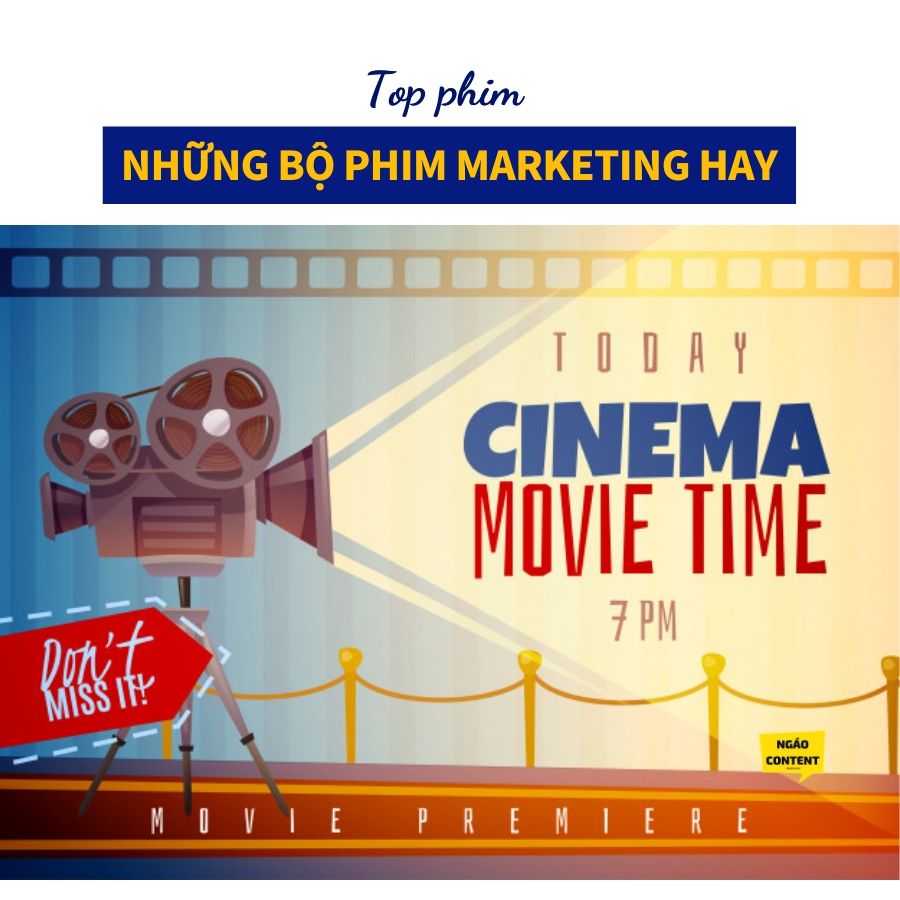 Top phim
NHỮNG BỘ PHIM MARKETING HAY
TODAY
CINEMA
MOVIE TIME
7 PM
Don't
MISS IT!
NGÁO
CONTENT
MOVIE PREMIERE